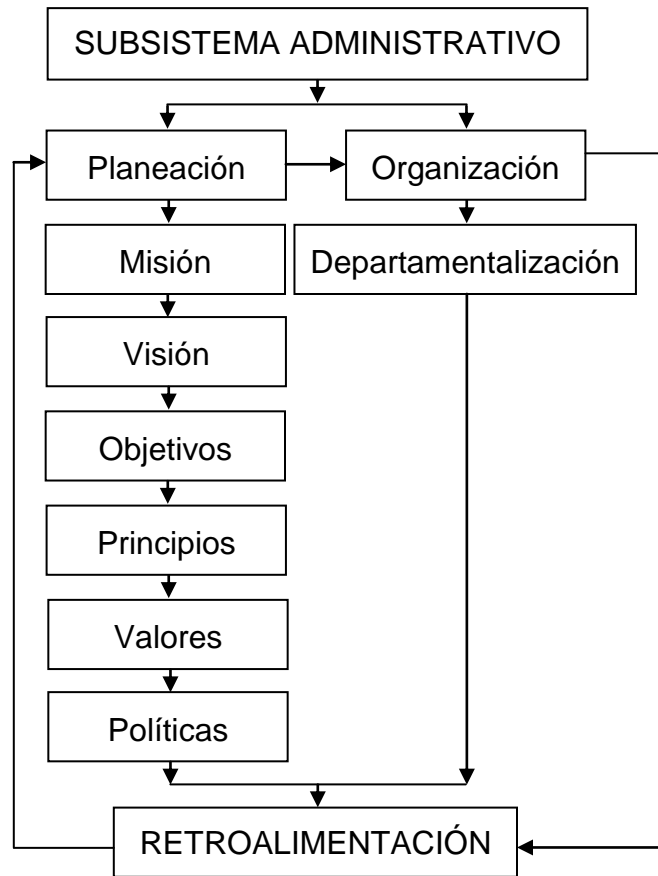 SUBSISTEMA ADMINISTRATIVO
Planeación
Organización
Misión
Departamentalización
Visión
Objetivos
Principios
Valores
Políticas
RETROALIMENTACIÓN